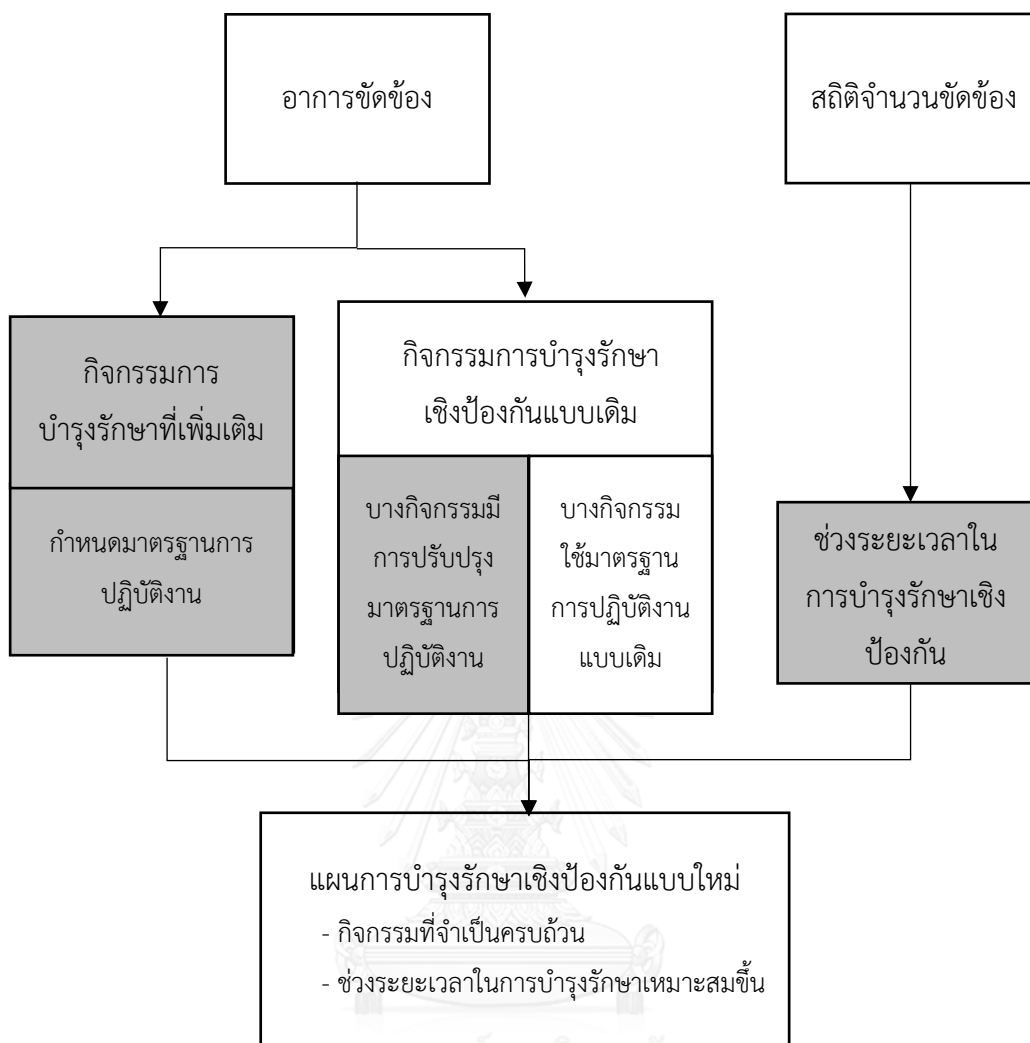 อาการขัดข้อง
สถิติจำนวนขัดข้อง
กิจกรรมการ
บำรุงรักษาที่เพิ่มเติม
กำหนดมาตรฐานการ
ปฏิบัติงาน
กิจกรรมการบำรุงรักษา
เชิงป้องกันแบบเดิม
บางกิจกรรมมี
การปรับปรุง
มาตรฐานการ
ปฏิบัติงาน
บางกิจกรรม
ใช้มาตรฐาน
การปฏิบัติงาน
แบบเดิม
ช่วงระยะเวลาใน
การบำรุงรักษาเชิง
ป้องกัน
แผนการบำรุงรักษาเชิงป้องกันแบบใหม่
- กิจกรรมที่จำเป็นครบถ้วน
- ช่วงระยะเวลาในการบำรุงรักษาเหมาะสมขึ้น